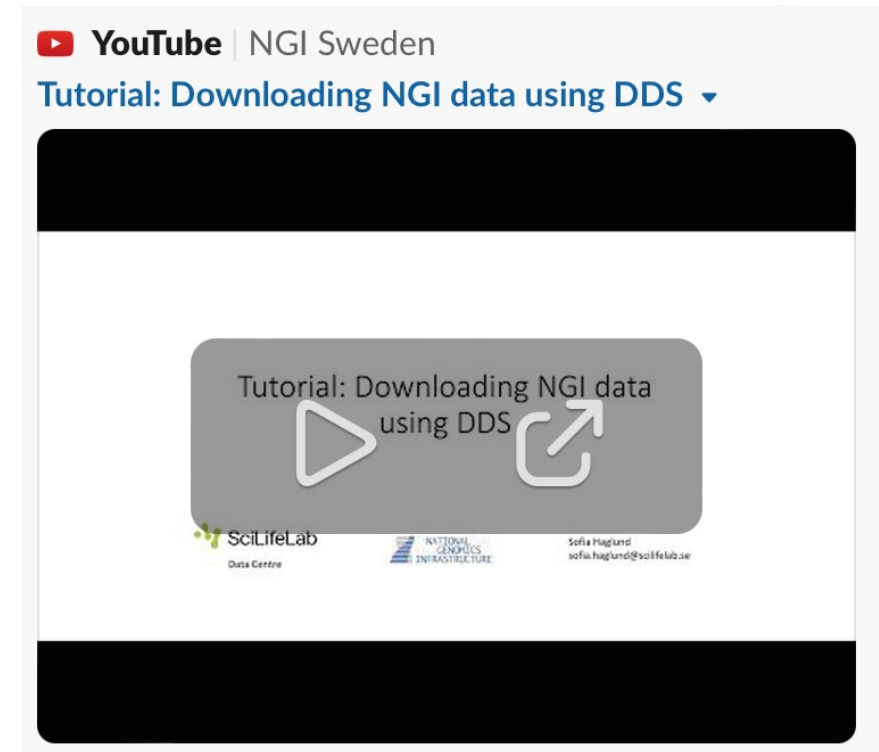 YouTube | NGI Sweden
Tutorial: Downloading NGI data using DDS
Tutorial: Downloading NGI data
using DDS
SciLifeLab
Data Centre
NATIONAL
GENOMICS
INFRASTRUCTURE
Sofia Haglund
sofia.haglund@scilifelab.se